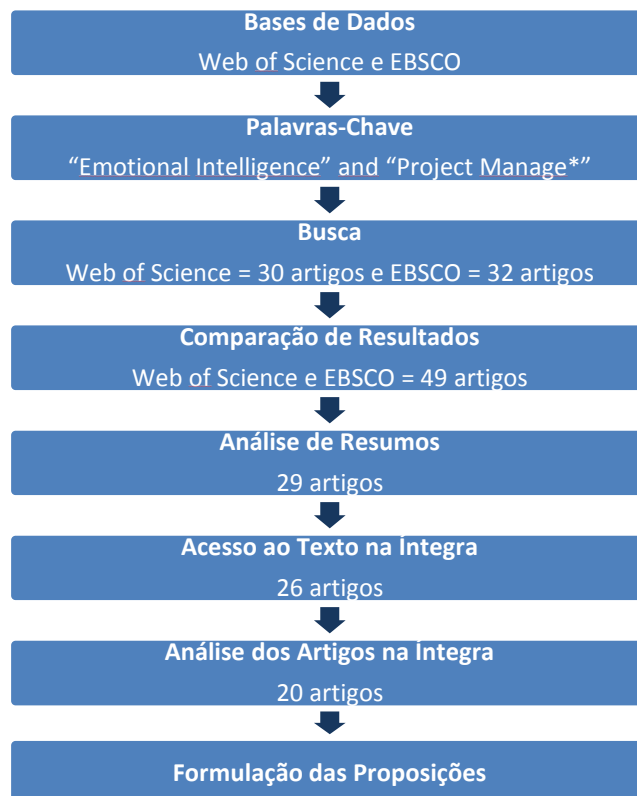 Bases de Dados
Web of Science e EBSCO
Palavras-Chave
“Emotional Intelligence” and “Project Manage*”
Busca
Web of Science = 30 artigos e EBSCO = 32 artigos
Comparação de Resultados
Web of Science e EBSCO = 49 artigos
Análise de Resumos
29 artigos
Acesso ao Texto na Íntegra
26 artigos
Análise dos Artigos na Íntegra
20 artigos
Formulação das Proposições